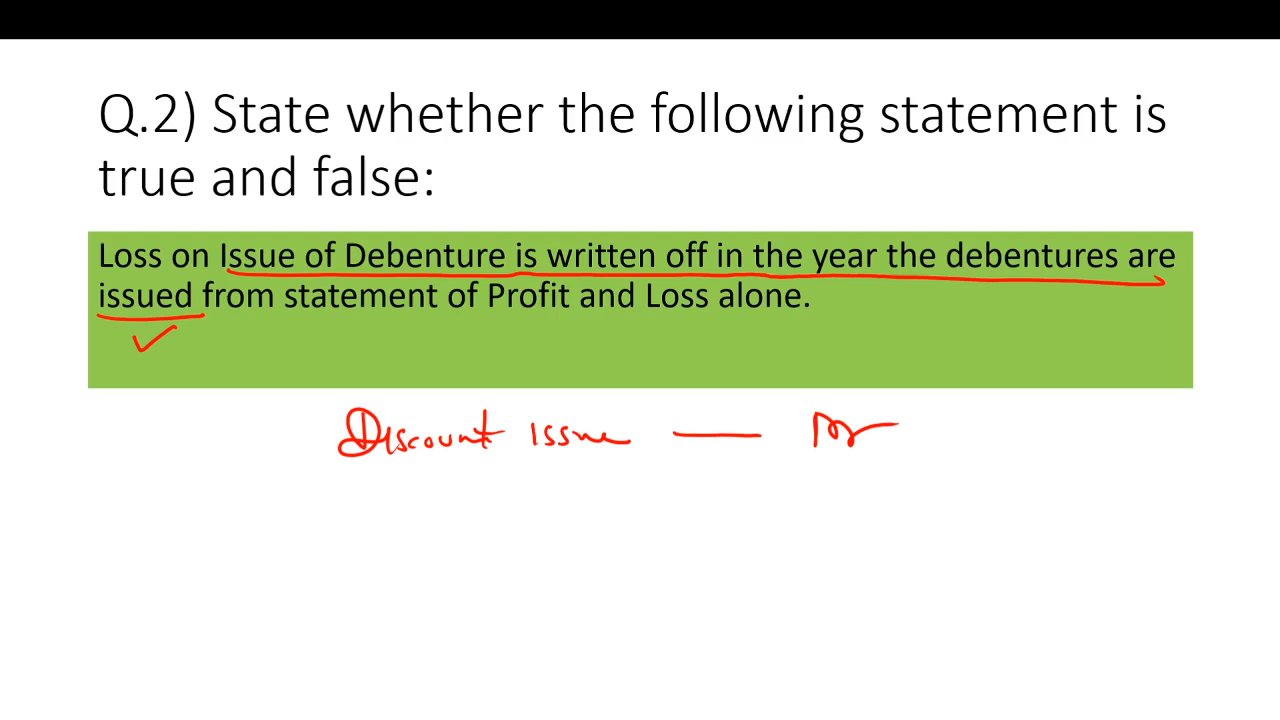 Q.2) State whether the following statement is
true and false:
Loss on Issue of Debenture is written off in the year the debentures are
issued from statement of Profit and Loss alone.
Discount issue —